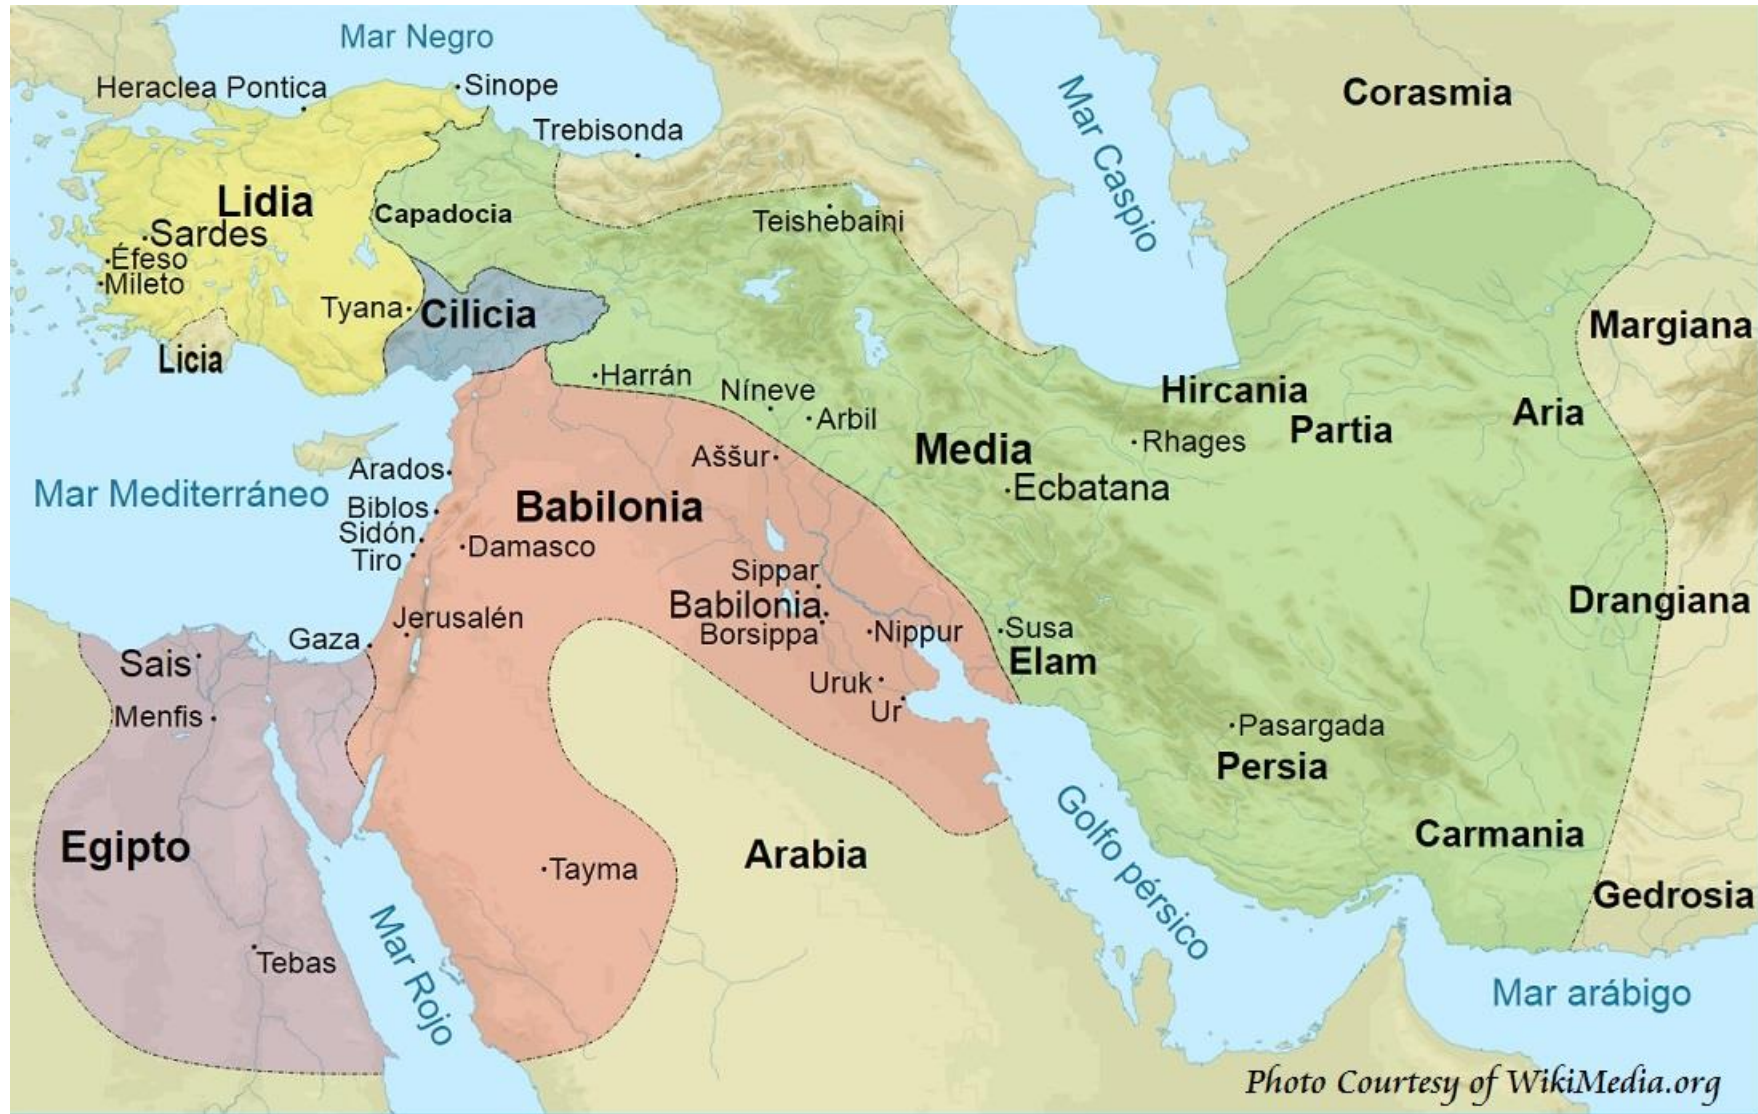 Mar Negro
Heraclea Pontica
Sinope
Trebisonda
Mar Caspio
Corasmia
Lidia
Sardes
Éfeso
Mileto
Capadocia
Teishebaini
Tyana
Cilicia
Licia
Margiana
Harrán
Níneve
Arbil
Hircania
Partia
Aria
Media
Rhages
Aššur
Ecbatana
Arados
Mar Mediterráneo
Biblos
Sidón
Tiro
Babilonia
Damasco
Sippar
Babilonia
Borsippa
Nippur
Susa
Elam
Drangiana
Jerusalén
Gaza
Sais
Menfis
Uruk
Ur
Pasargada
Persia
Golfo pérsico
Carmania
Egipto
Arabia
Tayma
Gedrosia
Mar Rojo
Tebas
Mar arábigo
Photo Courtesy of WikiMedia.org